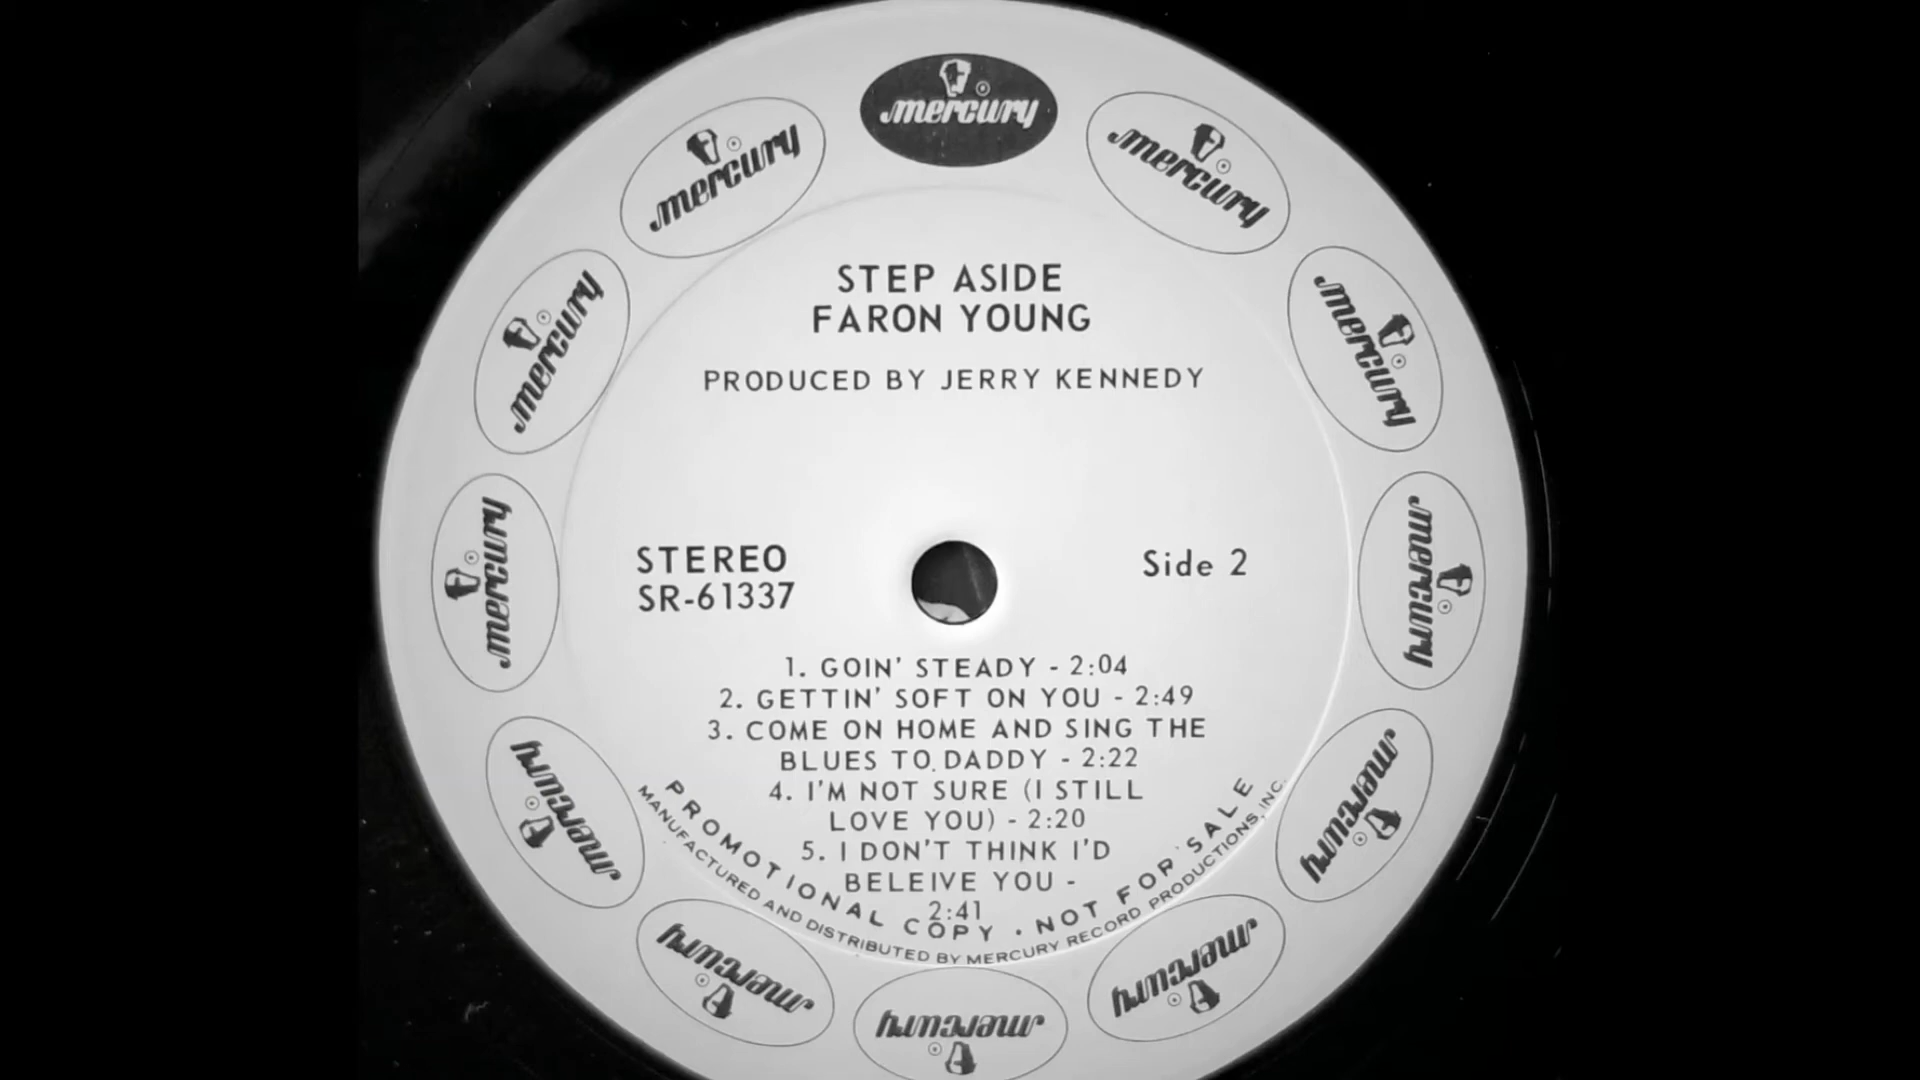 mercury
mercury
mercury
mercury
mercury
mercury
mercury
mercury
mercury
mercury
mercury
mercury
STEP ASIDE
FARON YOUNG
PRODUCED BY JERRY KENNEDY
STEREO
SR-61337
Side 2
1. GOIN' STEADY - 2:04
2. GETTIN' SOFT ON YOU - 2:49
3. COME ON HOME AND SING THE
BLUES TO DADDY - 2:22
4. I'M NOT SURE (I STILL
LOVE YOU) - 2:20
5. I DON'T THINK I'D
BELEIVE YOU -
2:41
PROMOTIONAL COPY · NOT FOR SALE
MANUFACTURED AND DISTRIBUTED BY MERCURY RECORD PRODUCTIONS, INC.